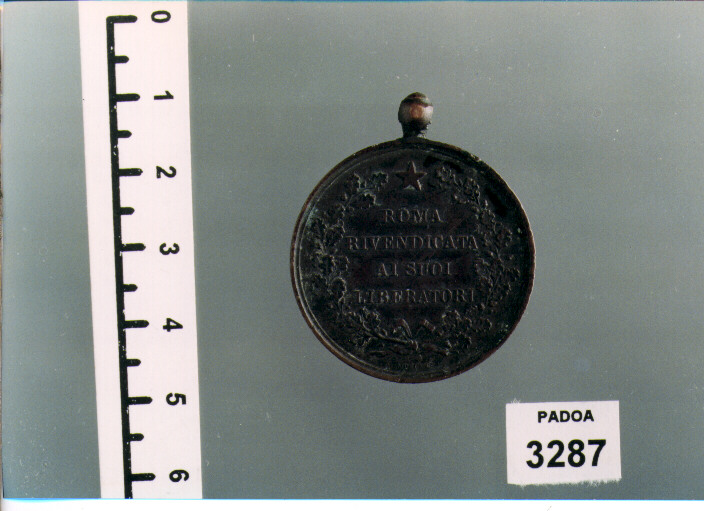 0
1
2
3
4
5
6
ROMA
RIVENDICATA
AI SUOI
LIBERATORI
PADOA
3287